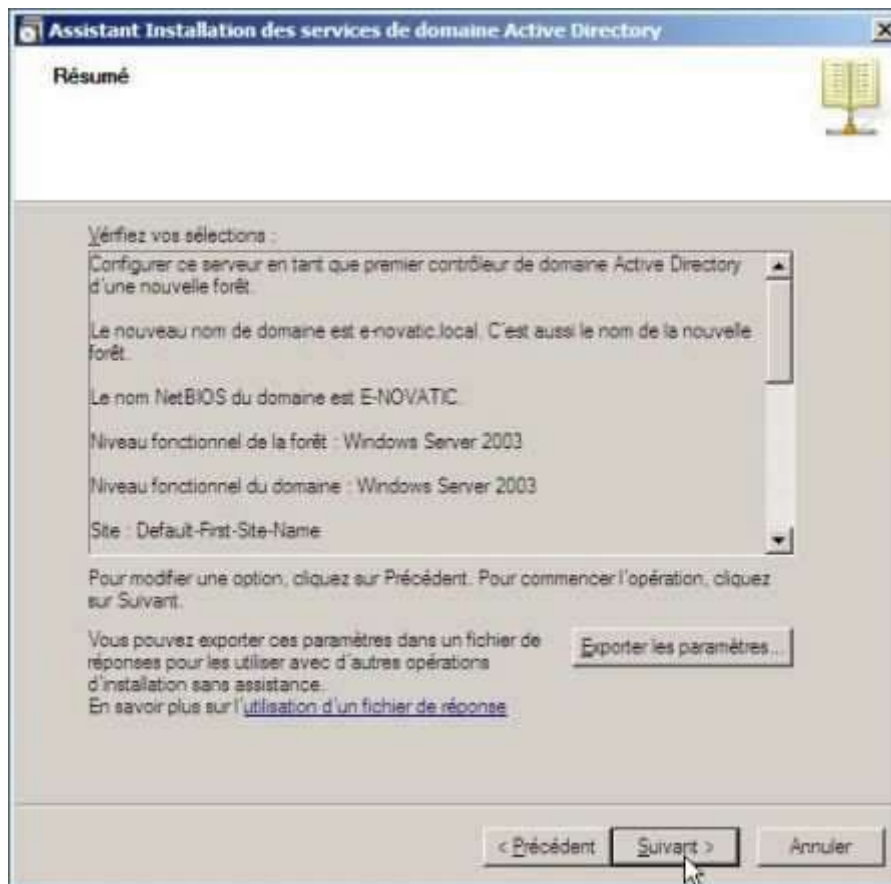 Assistant Installation des services de domaine Active Directory
Résumé
Vérifiez vos sélections :
Configurer ce serveur en tant que premier contrôleur de domaine Active Directory
d'une nouvelle forêt.
Le nouveau nom de domaine est e-novatic.local. C'est aussi le nom de la nouvelle
forêt.
Le nom NetBIOS du domaine est E-NOVATIC.
Niveau fonctionnel de la forêt : Windows Server 2003
Niveau fonctionnel du domaine : Windows Server 2003
Site : Default-First-Site-Name
Pour modifier une option, cliquez sur Précédent. Pour commencer l'opération, cliquez
sur Suivant.
Vous pouvez exporter ces paramètres dans un fichier de
réponses pour les utiliser avec d'autres opérations
d'installation sans assistance.
Exporter les paramètres...
En savoir plus sur l'utilisation d'un fichier de réponse
< Précédent
Suivant >
Annuler